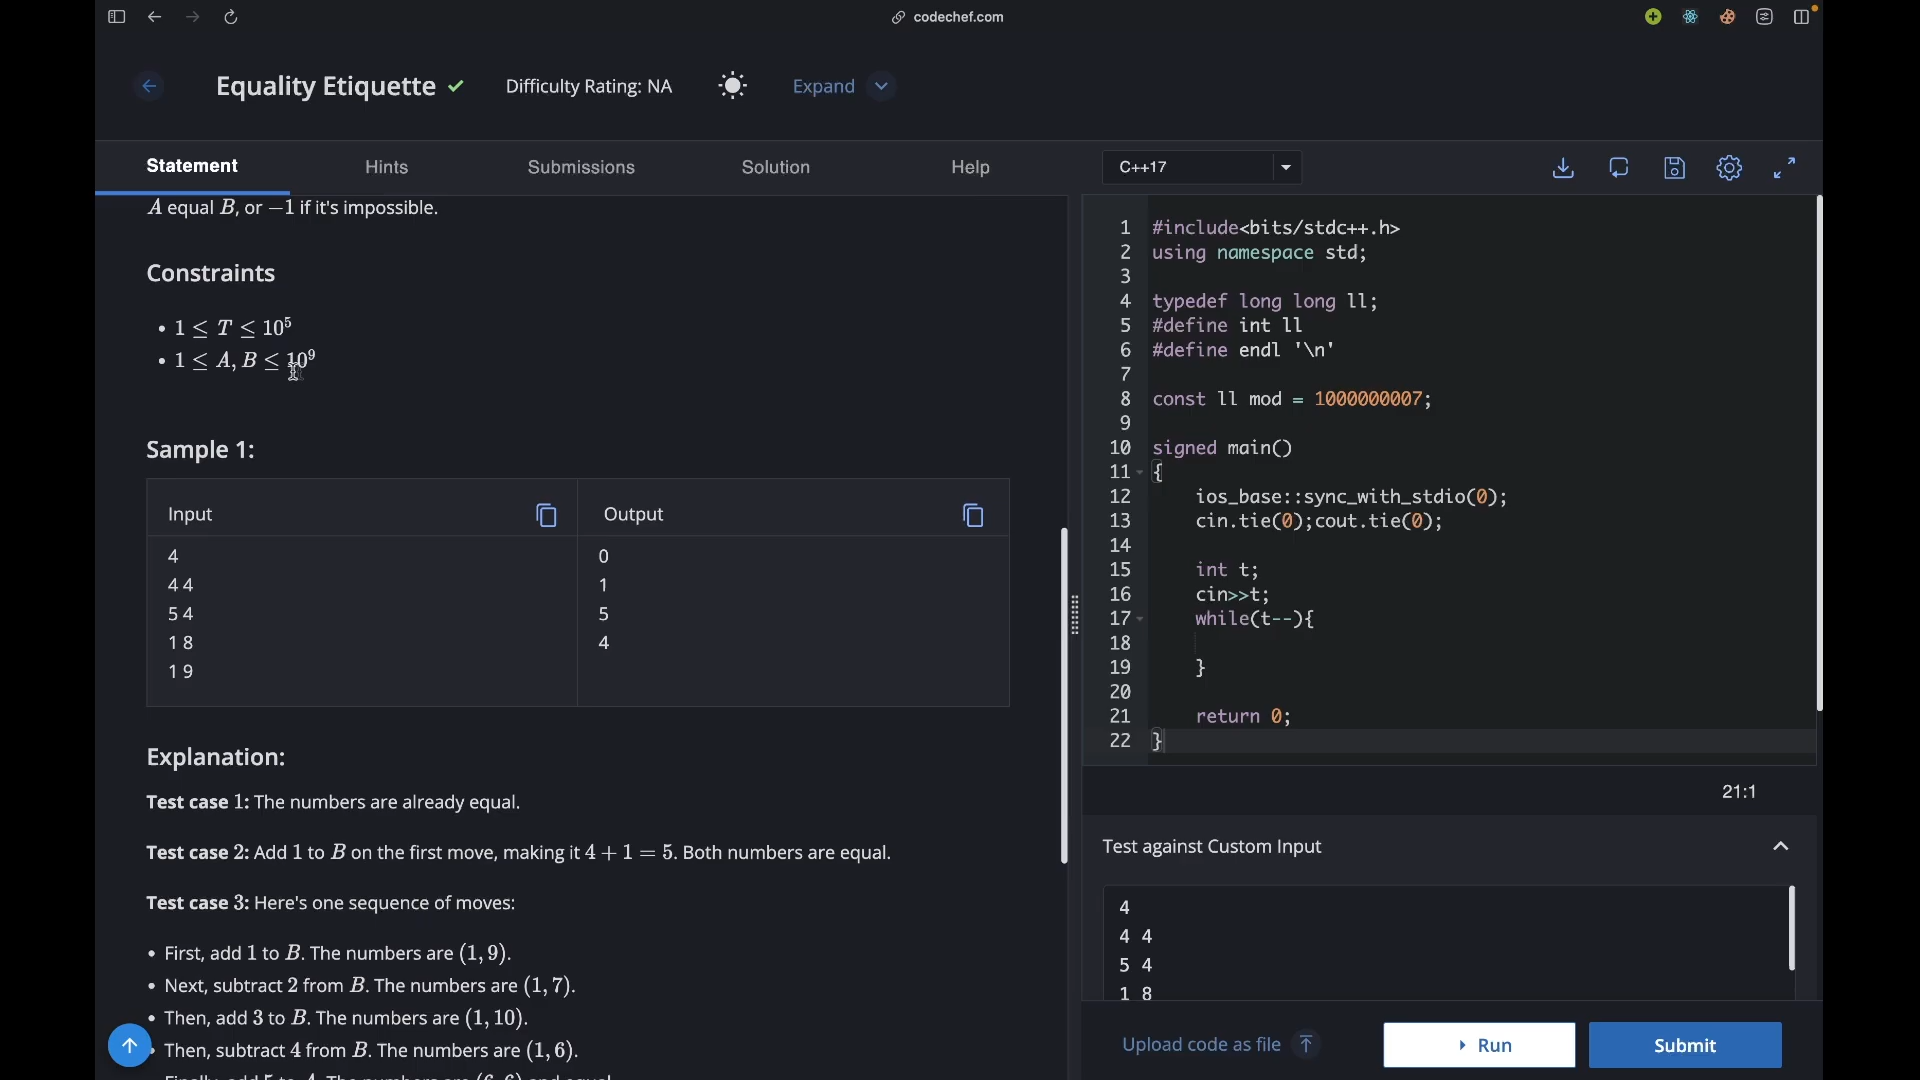 codechef.com
Equality Etiquette
Difficulty Rating: NA
Expand
Statement
Hints
Submissions
Solution
Help
A equal B, or −1 if it's impossible.
Constraints
• 1 ≤ T ≤ 10⁵
• 1 ≤ A, B ≤ 10⁹
Sample 1:
Input
Output
4
4 4
5 4
1 8
1 9
0
1
5
4
Explanation:
Test case 1: The numbers are already equal.
Test case 2: Add 1 to B on the first move, making it 4 + 1 = 5. Both numbers are equal.
Test case 3: Here's one sequence of moves:
• First, add 1 to B. The numbers are (1, 9).
• Next, subtract 2 from B. The numbers are (1, 7).
• Then, add 3 to B. The numbers are (1, 10).
• Then, subtract 4 from B. The numbers are (1, 6).
C++17
1 #include<bits/stdc++.h>
2 using namespace std;
3
4 typedef long long ll;
5 #define int ll
6 #define endl '\n'
7
8 const ll mod = 1000000007;
9
10 signed main()
11 {
12 ios_base::sync_with_stdio(0);
13 cin.tie(0);cout.tie(0);
14
15 int t;
16 cin>>t;
17 while(t--){
18
19 }
20
21 return 0;
22 }
21:1
Test against Custom Input
4
4 4
5 4
1 8
Upload code as file
Run
Submit